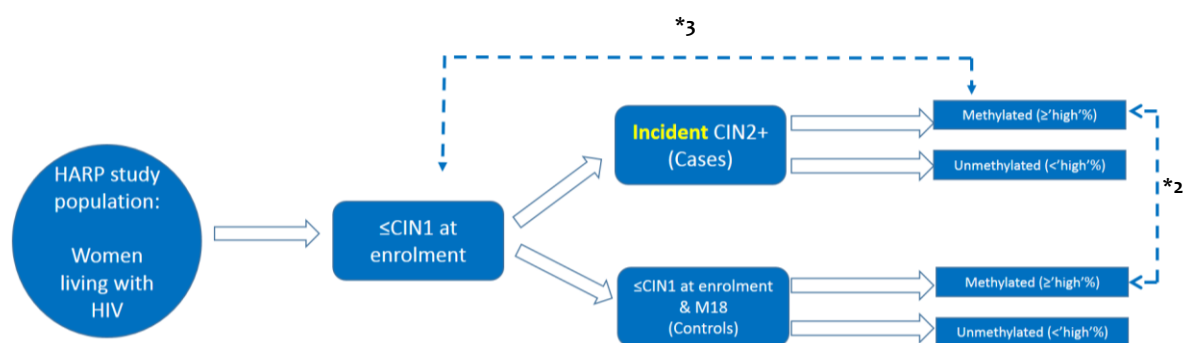 *3
HARP study
population:
Women
living with
HIV
≤CIN1 at
enrolment
Incident CIN2+
(Cases)
Methylated (≥'high'%)
Unmethylated (<'high'%)
*2
≤CIN1 at enrolment
& M18
(Controls)
Methylated (≥'high'%)
Unmethylated (<'high'%)